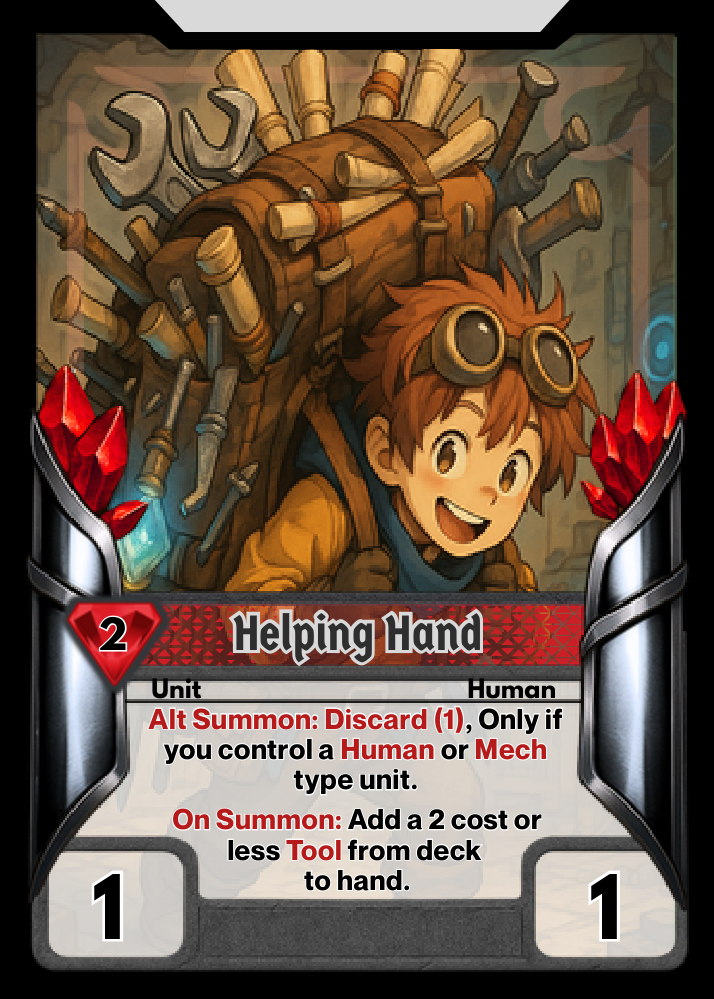 2
Helping Hand
Unit
Human
Alt Summon: Discard (1), Only if
you control a Human or Mech
type unit.
On Summon: Add a 2 cost or
less Tool from deck
to hand.
1
1